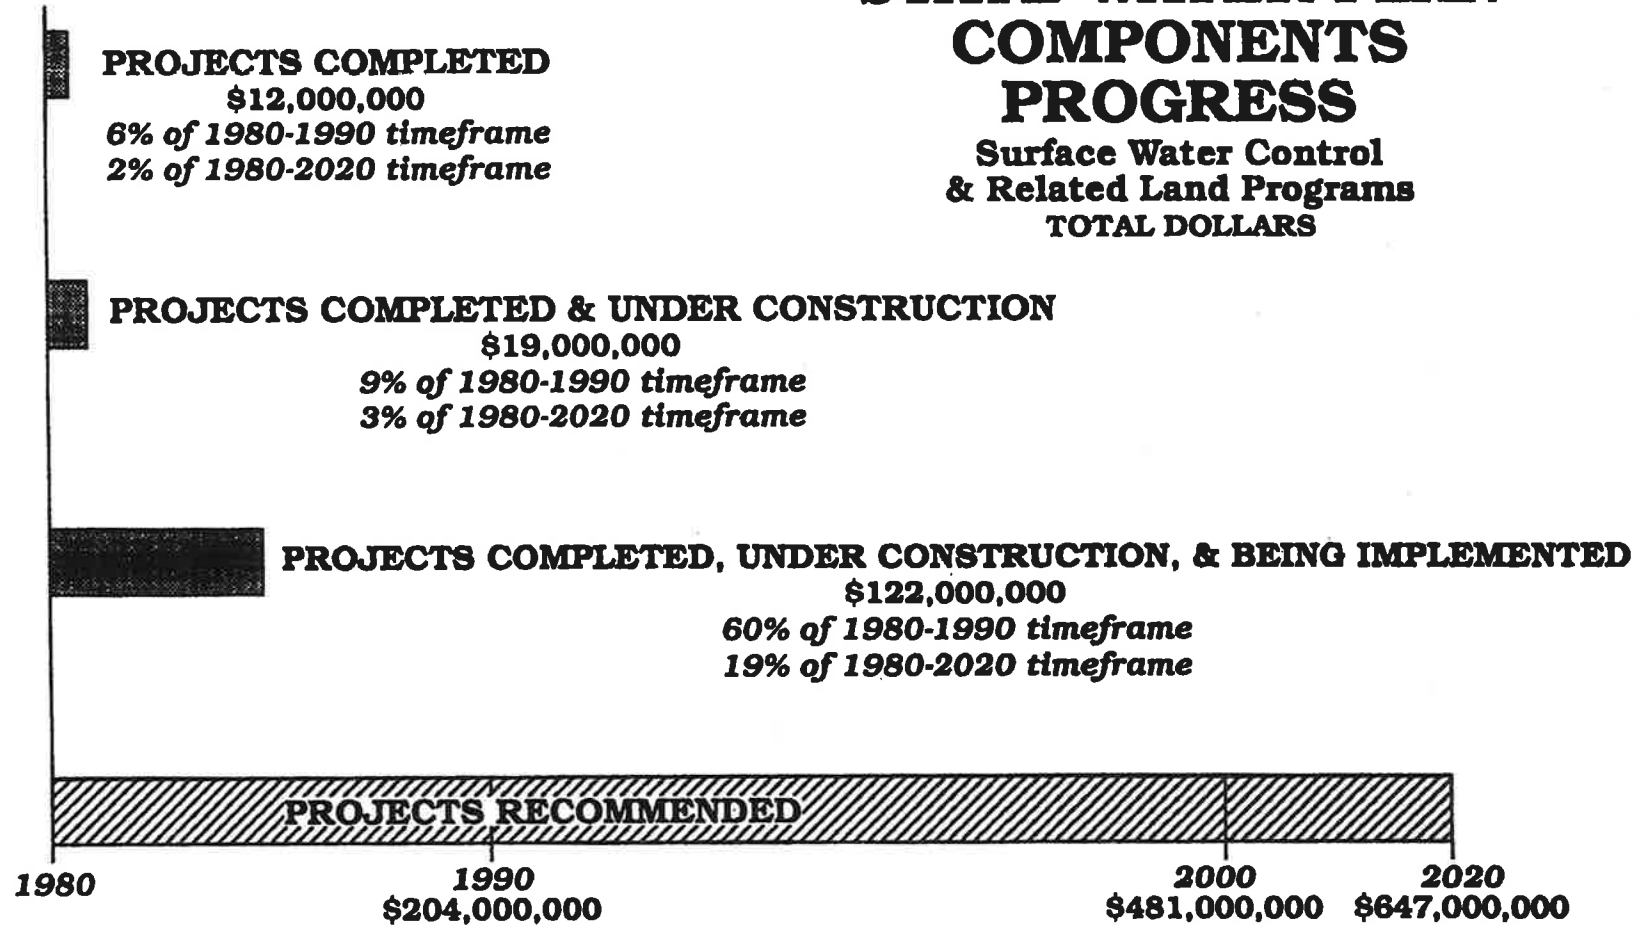 COMPONENTS
PROGRESS
Surface Water Control
& Related Land Programs
TOTAL DOLLARS
PROJECTS COMPLETED
$12,000,000
6% of 1980-1990 timeframe
2% of 1980-2020 timeframe
PROJECTS COMPLETED & UNDER CONSTRUCTION
$19,000,000
9% of 1980-1990 timeframe
3% of 1980-2020 timeframe
PROJECTS COMPLETED, UNDER CONSTRUCTION, & BEING IMPLEMENTED
$122,000,000
60% of 1980-1990 timeframe
19% of 1980-2020 timeframe
PROJECTS RECOMMENDED
1980 1990 2000 2020
$204,000,000 $481,000,000 $647,000,000